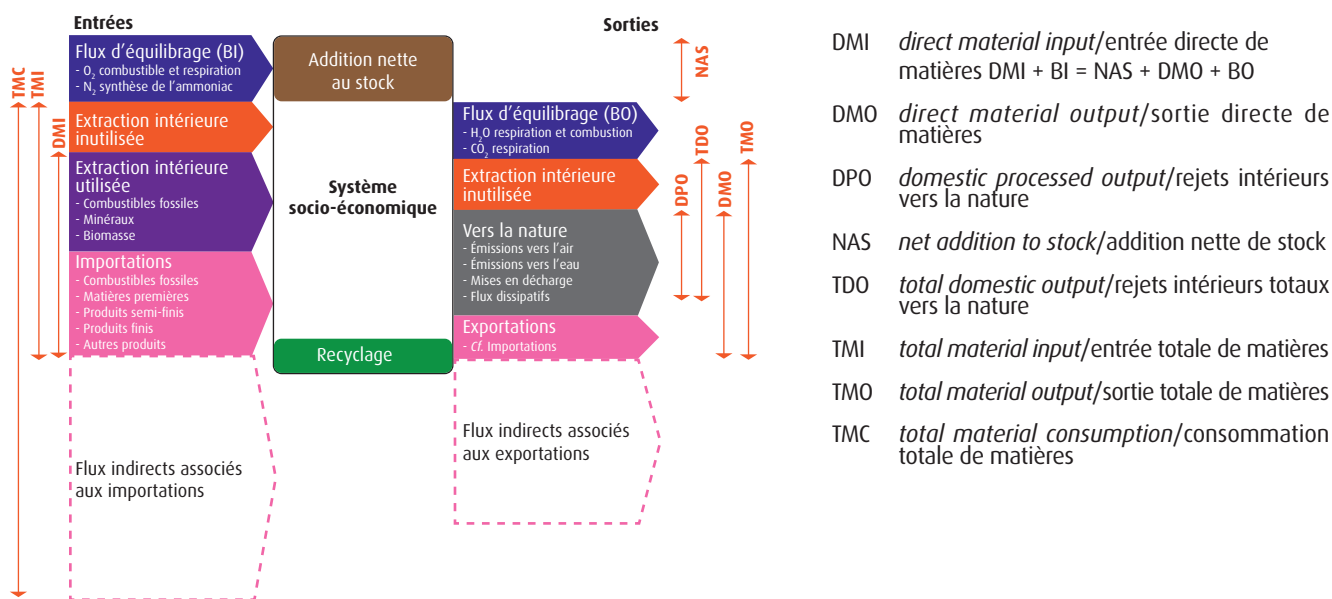 Entrées
Sorties
TMC
TMI
DMI
Flux d'équilibrage (BI)
- O2 combustible et respiration
- N2 synthèse de l'ammoniac
Extraction intérieure
inutilisée
Extraction intérieure
utilisée
- Combustibles fossiles
- Minéraux
- Biomasse
Importations
- Combustibles fossiles
- Matières premières
- Produits semi-finis
- Produits finis
- Autres produits
Flux indirects associés
aux importations
Addition nette
au stock
Système
socio-économique
Recyclage
Flux d'équilibrage (BO)
- H2O respiration et combustion
- CO2 respiration
Extraction intérieure
inutilisée
Vers la nature
- Émissions vers l'air
- Émissions vers l'eau
- Mises en décharge
- Flux dissipatifs
Exportations
- Cf. Importations
Flux indirects associés
aux exportations
NAS
DPO
TDO
DMO
TMO
DMI direct material input/entrée directe de
matières DMI + BI = NAS + DMO + BO
DMO direct material output/sortie directe de
matières
DPO domestic processed output/rejets intérieurs
vers la nature
NAS net addition to stock/addition nette de stock
TDO total domestic output/rejets intérieurs totaux
vers la nature
TMI total material input/entrée totale de matières
TMO total material output/sortie totale de matières
TMC total material consumption/consommation
totale de matières